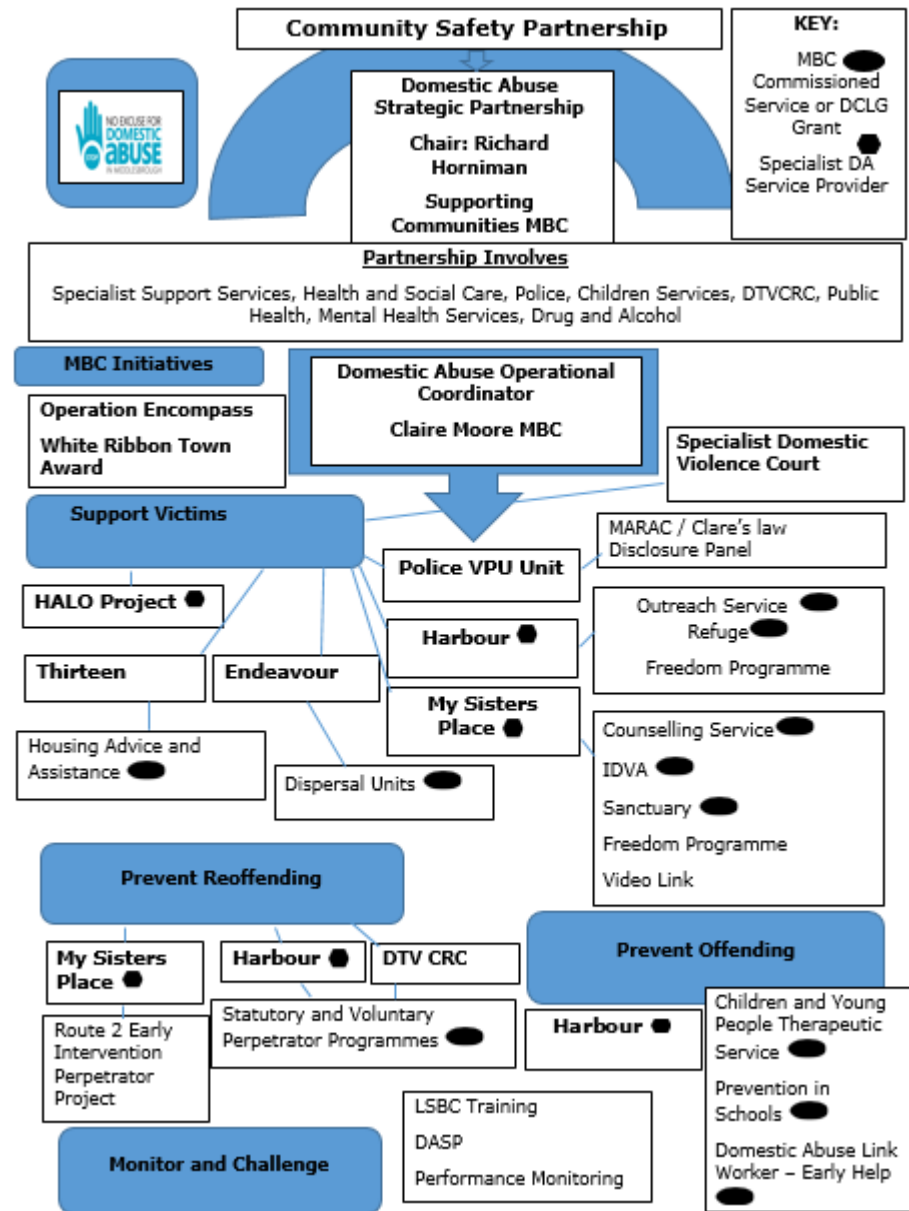 Community Safety Partnership
KEY:
MBC
Commissioned
Service or DCLG
Grant
Specialist DA
Service Provider
NO EXCUSE FOR
DOMESTIC
abuse
STOP
IN MIDDLESBROUGH
Domestic Abuse
Strategic Partnership
Chair: Richard
Horniman
Supporting
Communities MBC
Partnership Involves
Specialist Support Services, Health and Social Care, Police, Children Services, DTVCRC, Public
Health, Mental Health Services, Drug and Alcohol
MBC Initiatives
Operation Encompass
White Ribbon Town
Award
Domestic Abuse Operational
Coordinator
Claire Moore MBC
Specialist Domestic
Violence Court
Support Victims
Police VPU Unit
MARAC / Clare's law
Disclosure Panel
HALO Project
Harbour
Outreach Service
Refuge
Freedom Programme
Thirteen
Endeavour
My Sisters
Place
Housing Advice and
Assistance
Dispersal Units
Counselling Service
IDVA
Sanctuary
Freedom Programme
Video Link
Prevent Reoffending
My Sisters
Place
Harbour
DTV CRC
Route 2 Early
Intervention
Perpetrator
Project
Statutory and Voluntary
Perpetrator Programmes
Prevent Offending
Harbour
Children and Young
People Therapeutic
Service
Prevention in
Schools
Domestic Abuse Link
Worker – Early Help
Monitor and Challenge
LSBC Training
DASP
Performance Monitoring